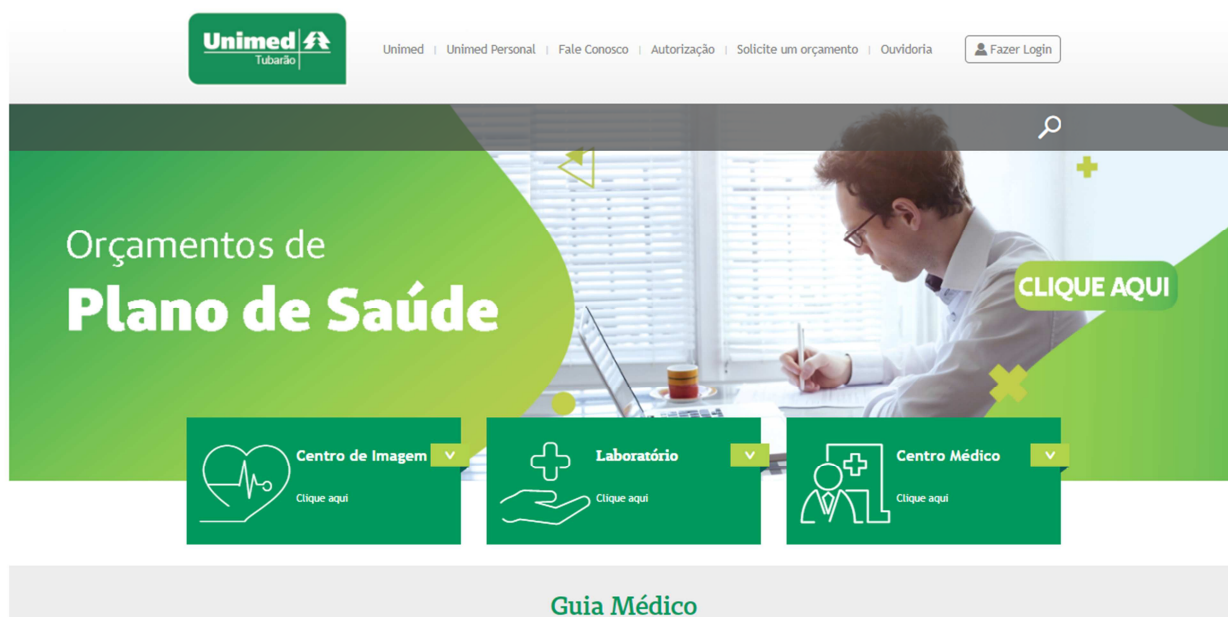 Unimed
Tubarão
Unimed | Unimed Personal | Fale Conosco | Autorização | Solicite um orçamento | Ouvidoria
Fazer Login
Orçamentos de
Plano de Saúde
CLIQUE AQUI
Centro de Imagem
Clique aqui
Laboratório
Clique aqui
Centro Médico
Clique aqui
Guia Médico